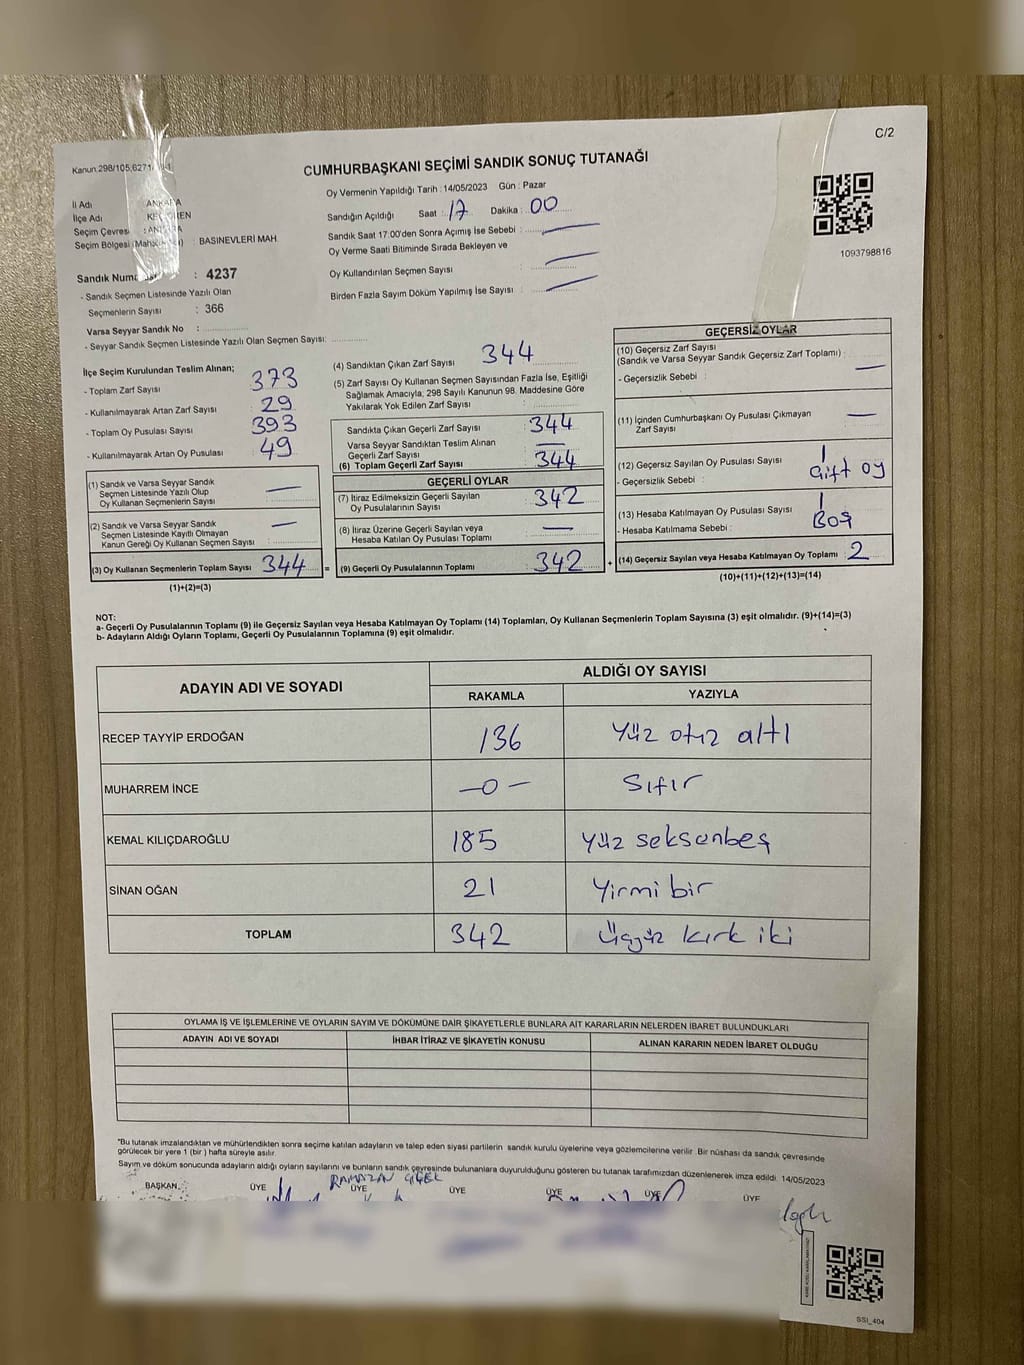 C/2
Kanun.298/105,6271/
CUMHURBAŞKANI SEÇİMİ SANDIK SONUÇ TUTANAĞI
Oy Vermenin Yapıldığı Tarih : 14/05/2023 Gün : Pazar
İl Adı : ANKARA
İlçe Adı : KEÇİÖREN
Seçim Çevresi : ANKARA
Seçim Bölgesi : BASINEVLERİ MAH.
Sandık Numarası : 4237
- Sandık Seçmen Listesinde Yazılı Olan
Seçmenlerin Sayısı : 366
Varsa Seyyar Sandık No :
- Seyyar Sandık Seçmen Listesinde Yazılı Olan Seçmen Sayısı:
Sandığın Açıldığı Saat : 17 Dakika : 00
Sandık Saat 17:00'den Sonra Açımış İse Sebebi :
Oy Verme Saati Bitiminde Sırada Bekleyen ve
Oy Kullandırılan Seçmen Sayısı :
Birden Fazla Sayım Döküm Yapılmış İse Sayısı :
1093798816
İlçe Seçim Kurulundan Teslim Alınan;
- Toplam Zarf Sayısı 373
- Kullanılmayarak Artan Zarf Sayısı 29
- Toplam Oy Pusulası Sayısı 393
- Kullanılmayarak Artan Oy Pusulası 49
(1) Sandık ve Varsa Seyyar Sandık
Seçmen Listesinde Yazılı Olup
Oy Kullanan Seçmenlerin Sayısı —
(2) Sandık ve Varsa Seyyar Sandık
Seçmen Listesinde Kayıtlı Olmayan
Kanun Gereği Oy Kullanan Seçmen Sayısı —
(3) Oy Kullanan Seçmenlerin Toplam Sayısı 344 =
(1)+(2)=(3)
(4) Sandıktan Çıkan Zarf Sayısı 344
(5) Zarf Sayısı Oy Kullanan Seçmen Sayısından Fazla İse, Eşitliği
Sağlamak Amacıyla, 298 Sayılı Kanunun 98. Maddesine Göre
Yakılarak Yok Edilen Zarf Sayısı :
Sandıkta Çıkan Geçerli Zarf Sayısı 344
Varsa Seyyar Sandıktan Teslim Alınan
Geçerli Zarf Sayısı —
(6) Toplam Geçerli Zarf Sayısı 344
GEÇERLİ OYLAR
(7) İtiraz Edilmeksizin Geçerli Sayılan
Oy Pusulalarının Sayısı 342
(8) İtiraz Üzerine Geçerli Sayılan veya
Hesaba Katılan Oy Pusulası Toplamı —
(9) Geçerli Oy Pusulalarının Toplamı 342 +
GEÇERSİZ OYLAR
(10) Geçersiz Zarf Sayısı
(Sandık ve Varsa Seyyar Sandık Geçersiz Zarf Toplamı) :
- Geçersizlik Sebebi : —
(11) İçinden Cumhurbaşkanı Oy Pusulası Çıkmayan
Zarf Sayısı —
(12) Geçersiz Sayılan Oy Pusulası Sayısı 1
- Geçersizlik Sebebi : Çift oy
(13) Hesaba Katılmayan Oy Pusulası Sayısı 1
- Hesaba Katılmama Sebebi : Boş
(14) Geçersiz Sayılan veya Hesaba Katılmayan Oy Toplamı 2
(10)+(11)+(12)+(13)=(14)
NOT:
a- Geçerli Oy Pusulalarının Toplamı (9) ile Geçersiz Sayılan veya Hesaba Katılmayan Oy Toplamı (14) Toplamları, Oy Kullanan Seçmenlerin Toplam Sayısına (3) eşit olmalıdır. (9)+(14)=(3)
b- Adayların Aldığı Oyların Toplamı, Geçerli Oy Pusulalarının Toplamına (9) eşit olmalıdır.
ADAYIN ADI VE SOYADI ALDIĞI OY SAYISI
RAKAMLA YAZIYLA
RECEP TAYYİP ERDOĞAN 136 Yüz otuz altı
MUHARREM İNCE —0— Sıfır
KEMAL KILIÇDAROĞLU 185 Yüz seksenbeş
SİNAN OĞAN 21 Yirmi bir
TOPLAM 342 Üçyüz kırk iki
OYLAMA İŞ VE İŞLEMLERİNE VE OYLARIN SAYIM VE DÖKÜMÜNE DAİR ŞİKAYETLERLE BUNLARA AİT KARARLARIN NELERDEN İBARET BULUNDUKLARI
ADAYIN ADI VE SOYADI İHBAR İTİRAZ VE ŞİKAYETİN KONUSU ALINAN KARARIN NEDEN İBARET OLDUĞU
*Bu tutanak imzalandıktan ve mühürlendikten sonra seçime katılan adayların ve talep eden siyasi partilerin sandık kurulu üyelerine veya gözlemcilerine verilir. Bir nüshası da sandık çevresinde
görülecek bir yere 1 (bir) hafta süreyle asılır.
Sayım ve döküm sonucunda adayların aldığı oyların sayılarını ve bunların sandık çevresinde bulunanlara duyurulduğunu gösteren bu tutanak tarafımızdan düzenlenerek imza edildi. 14/05/2023
RAMAZAN ÇİÇEL
BAŞKAN ÜYE ÜYE ÜYE ÜYE ÜYE ÜYE
SSI_404